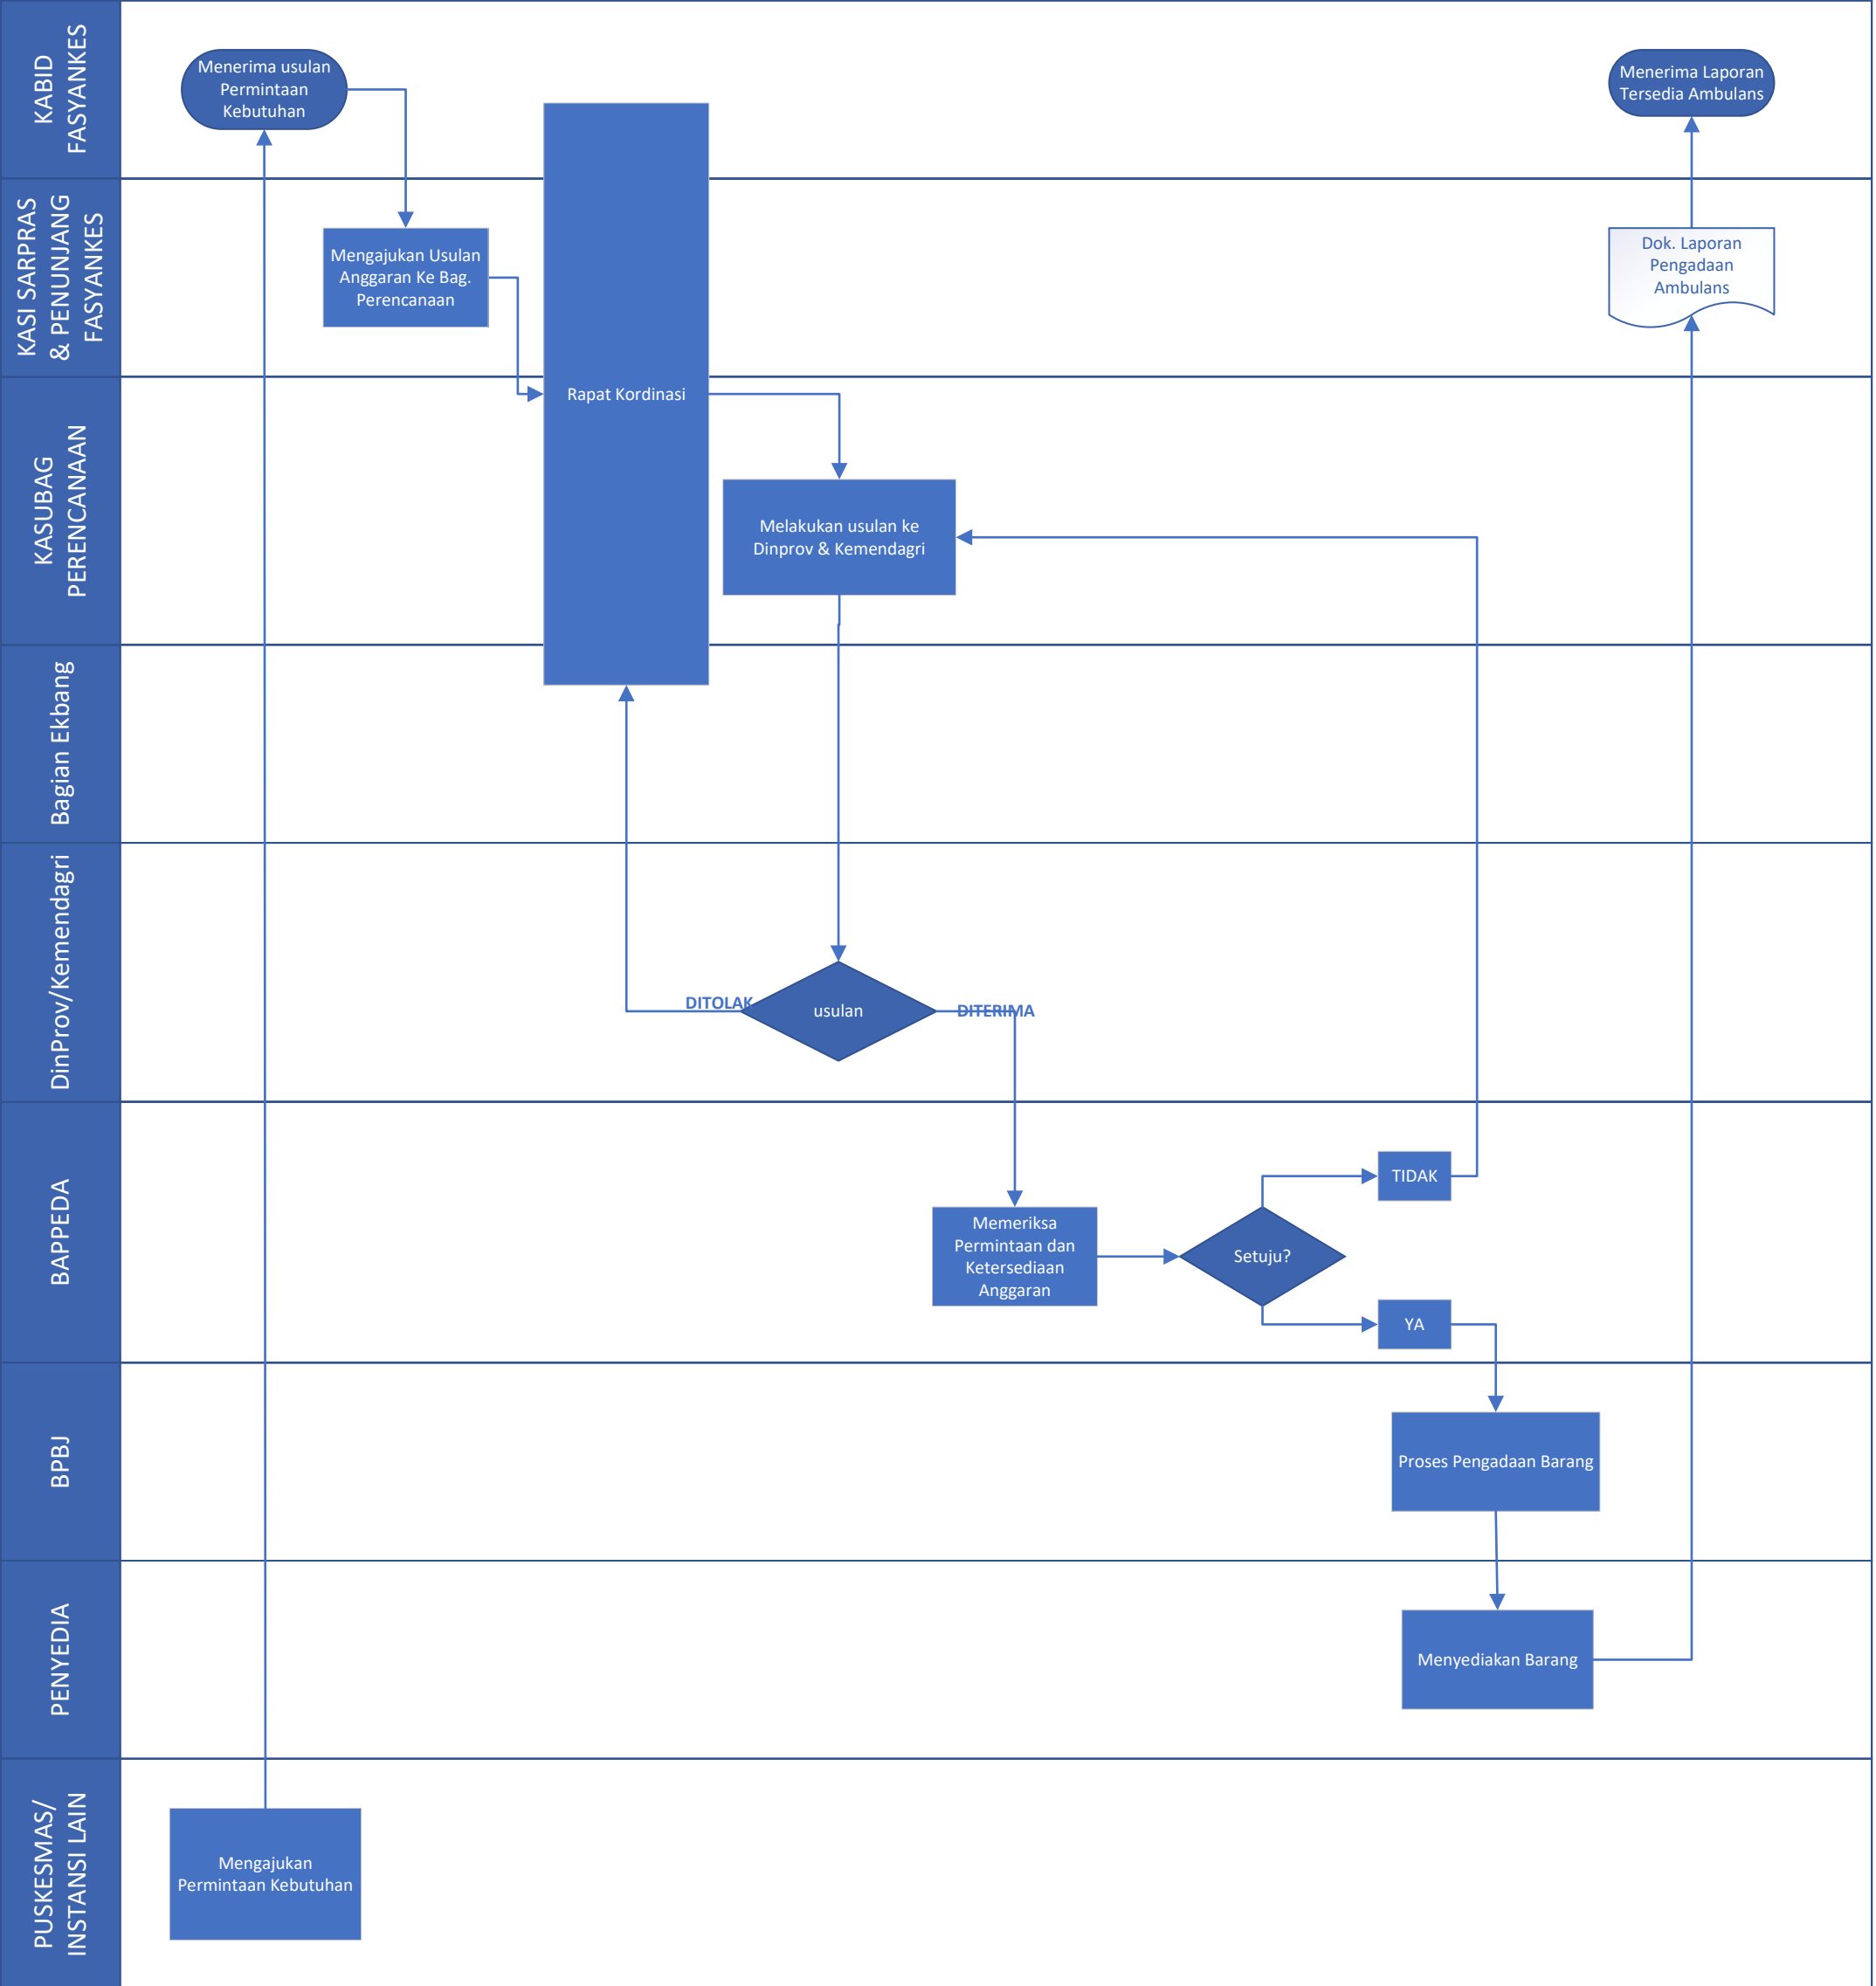 KABID
FASYANKES
Menerima usulan
Permintaan
Kebutuhan
Menerima Laporan
Tersedia Ambulans
KASI SARPRAS
& PENUNJANG
FASYANKES
Mengajukan Usulan
Anggaran Ke Bag.
Perencanaan
Dok. Laporan
Pengadaan
Ambulans
Rapat Kordinasi
KASUBAG
PERENCANAAN
Melakukan usulan ke
Dinprov & Kemendagri
Bagian Ekbang
DinProv/Kemendagri
DITOLAK
usulan
DITERIMA
BAPPEDA
Memeriksa
Permintaan dan
Ketersediaan
Anggaran
Setuju?
TIDAK
YA
BPBJ
Proses Pengadaan Barang
PENYEDIA
Menyediakan Barang
PUSKESMAS/
INSTANSI LAIN
Mengajukan
Permintaan Kebutuhan